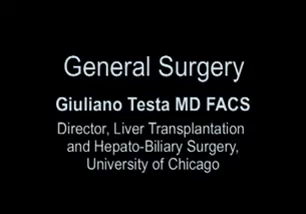 General Surgery
Giuliano Testa MD FACS
Director, Liver Transplantation
and Hepato-Biliary Surgery,
University of Chicago